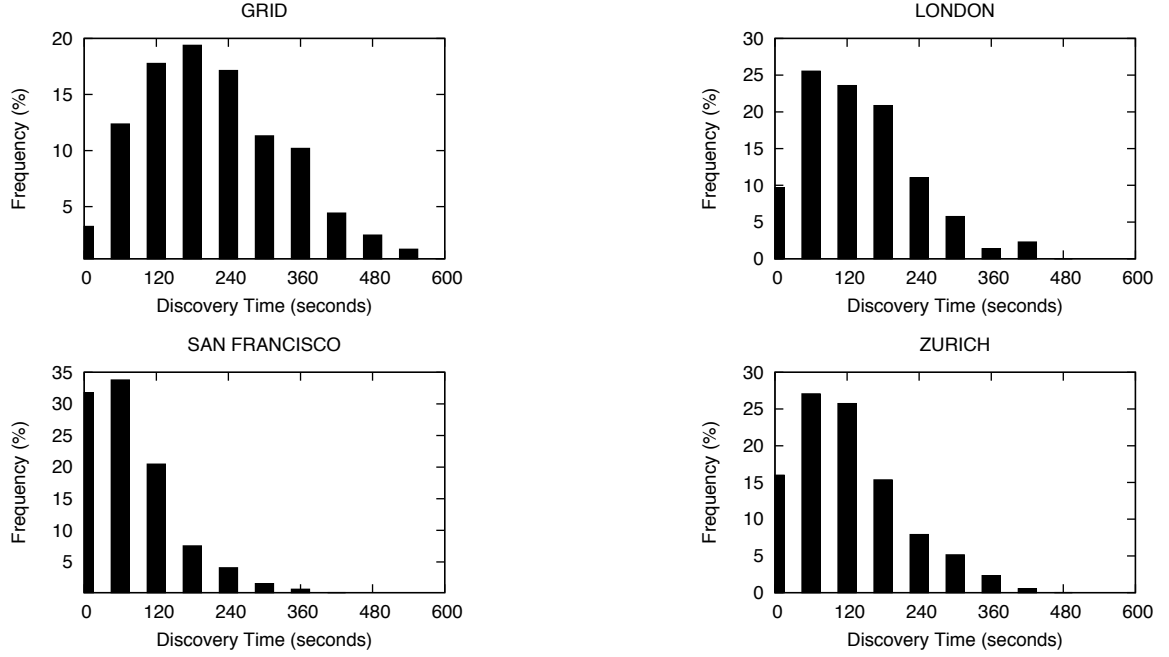 GRID
20
15
10
5
Frequency (%)
0 120 240 360 480 600
Discovery Time (seconds)
LONDON
30
25
20
15
10
5
0
Frequency (%)
0 120 240 360 480 600
Discovery Time (seconds)
SAN FRANCISCO
35
30
25
20
15
10
5
Frequency (%)
0 120 240 360 480 600
Discovery Time (seconds)
ZURICH
30
25
20
15
10
5
0
Frequency (%)
0 120 240 360 480 600
Discovery Time (seconds)